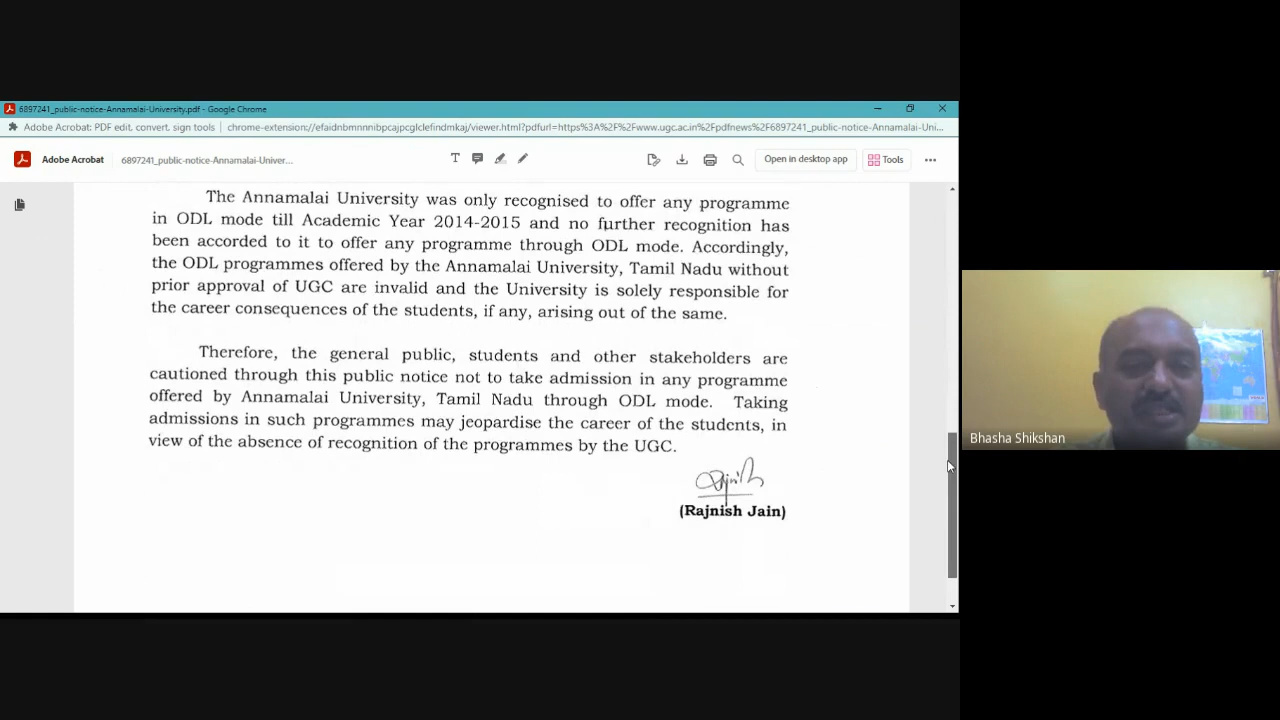 6897241_public-notice-Annamalai-University.pdf - Google Chrome
Adobe Acrobat: PDF edit, convert, sign tools | chrome-extension://efaidnbmnnnibpcajpcglclefindmkaj/viewer.html?pdfurl=https%3A%2F%2Fwww.ugc.ac.in%2Fpdfnews%2F6897241_public-notice-Annamalai-Uni...
Adobe Acrobat 6897241_public-notice-Annamalai-Univer... T Open in desktop app Tools
The Annamalai University was only recognised to offer any programme
in ODL mode till Academic Year 2014-2015 and no further recognition has
been accorded to it to offer any programme through ODL mode. Accordingly,
the ODL programmes offered by the Annamalai University, Tamil Nadu without
prior approval of UGC are invalid and the University is solely responsible for
the career consequences of the students, if any, arising out of the same.
Therefore, the general public, students and other stakeholders are
cautioned through this public notice not to take admission in any programme
offered by Annamalai University, Tamil Nadu through ODL mode. Taking
admissions in such programmes may jeopardise the career of the students, in
view of the absence of recognition of the programmes by the UGC.
(Rajnish Jain)
Bhasha Shikshan